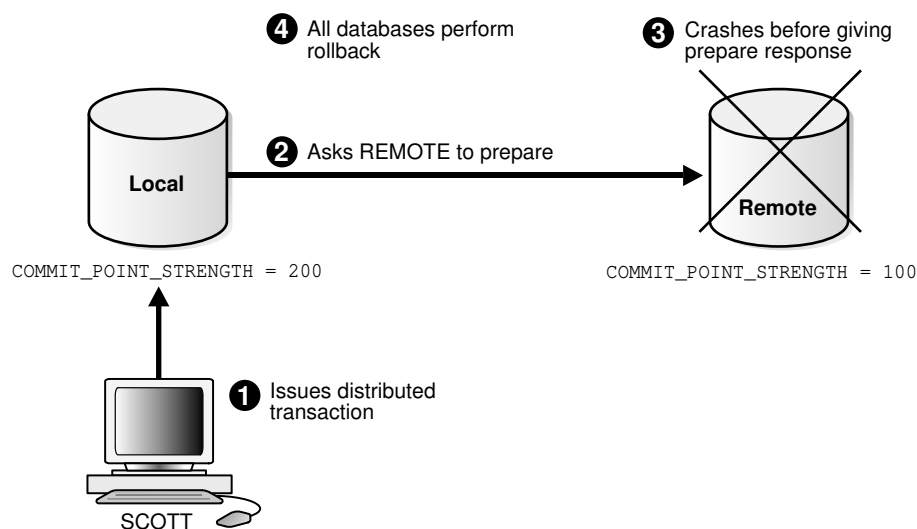 4 All databases perform
rollback
3 Crashes before giving
prepare response
2 Asks REMOTE to prepare
Local
Remote
COMMIT_POINT_STRENGTH = 200
COMMIT_POINT_STRENGTH = 100
1 Issues distributed
transaction
SCOTT